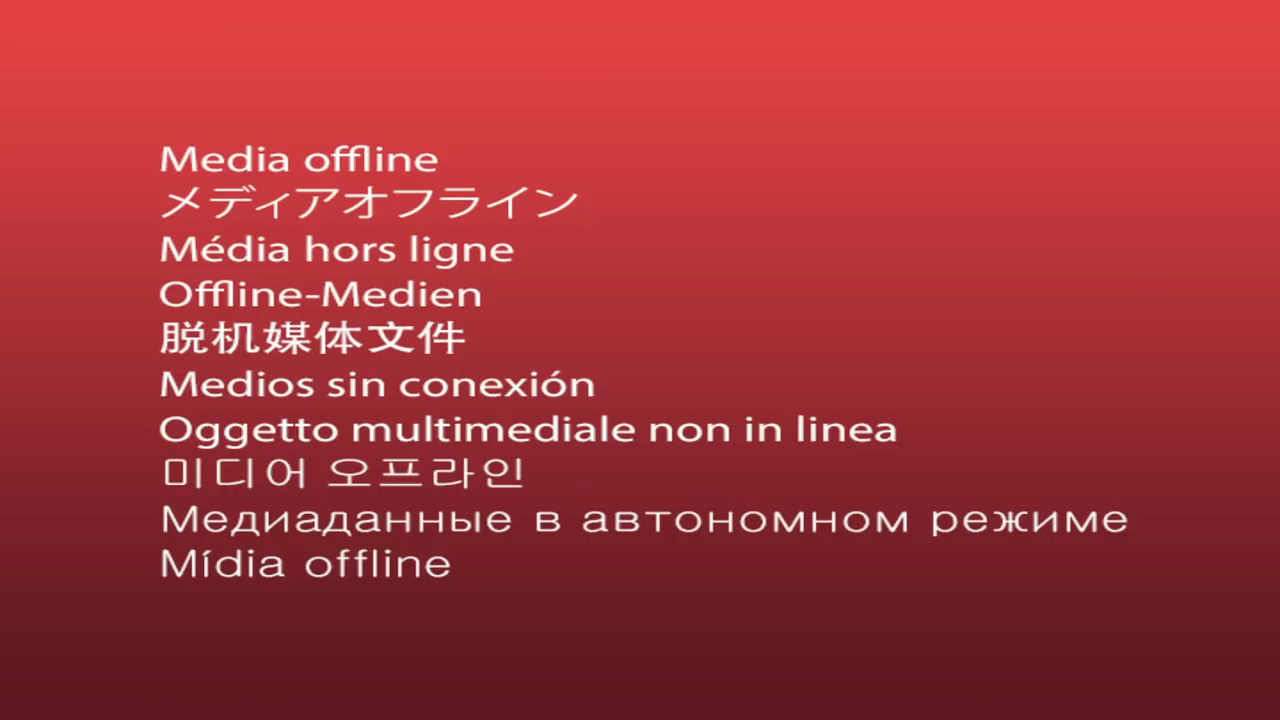 Media offline
メディアオフライン
Média hors ligne
Offline-Medien
脱机媒体文件
Medios sin conexión
Oggetto multimediale non in linea
미디어 오프라인
Медиаданные в автономном режиме
Mídia offline